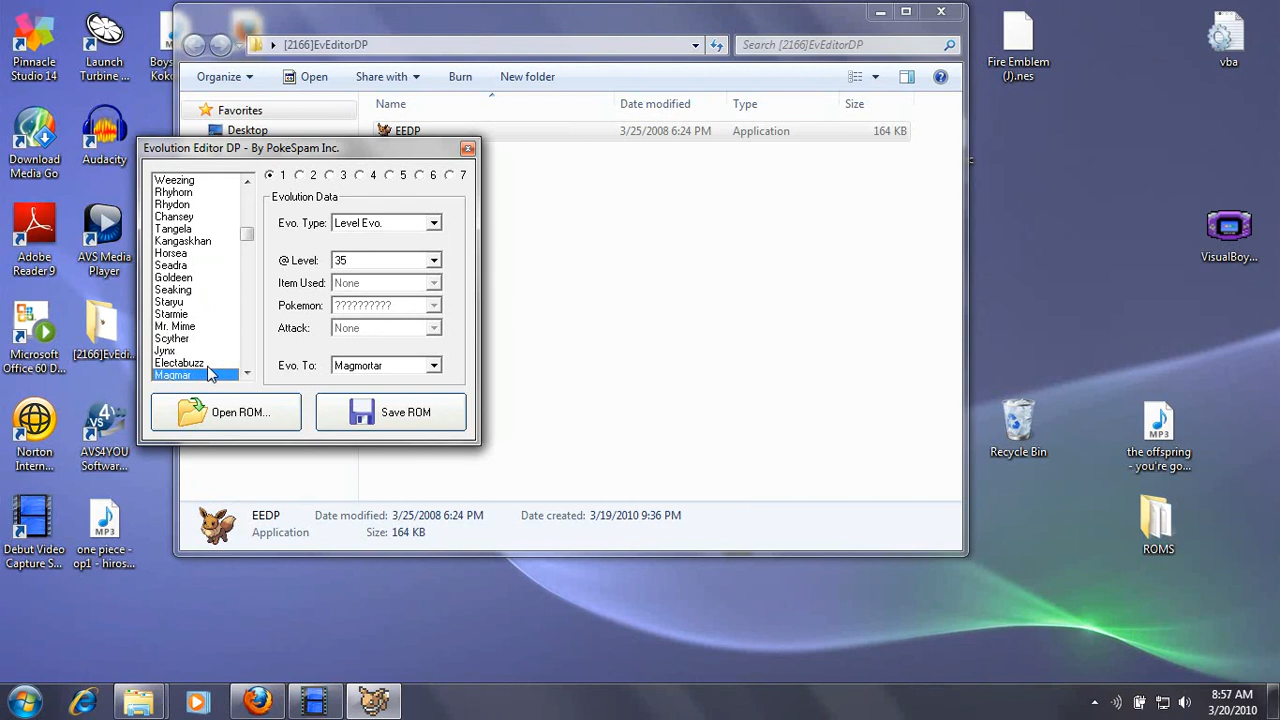 Pinnacle
Studio 14
Launch
Turbine ...
Boys
Koko
[2166]EvEditorDP
Search [2166]EvEditorDP
Organize
Open
Share with
Burn
New folder
Favorites
Desktop
Name
Date modified
Type
Size
EEDP
3/25/2008 6:24 PM
Application
164 KB
Fire Emblem
(J).nes
vba
Download
Media Go
Audacity
Evolution Editor DP - By PokeSpam Inc.
Weezing
Rhyhorn
Rhydon
Chansey
Tangela
Kangaskhan
Horsea
Seadra
Goldeen
Seaking
Staryu
Starmie
Mr. Mime
Scyther
Jynx
Electabuzz
Magmar
1
2
3
4
5
6
7
Evolution Data
Evo. Type:
Level Evo.
@ Level:
35
Item Used:
None
Pokemon:
??????????
Attack:
None
Evo. To:
Magmortar
Open ROM...
Save ROM
Adobe
Reader 9
AVS Media
Player
VisualBoy...
Microsoft
Office 60 D...
[2166]EvEdi...
Norton
Intern...
VS4
AVS4YOU
Softwar...
Recycle Bin
MP3
the offspring
- you're go...
Debut Video
Capture S...
MP3
one piece -
op1 - hiros...
EEDP
Date modified: 3/25/2008 6:24 PM
Date created: 3/19/2010 9:36 PM
Application
Size: 164 KB
ROMS
8:57 AM
3/20/2010